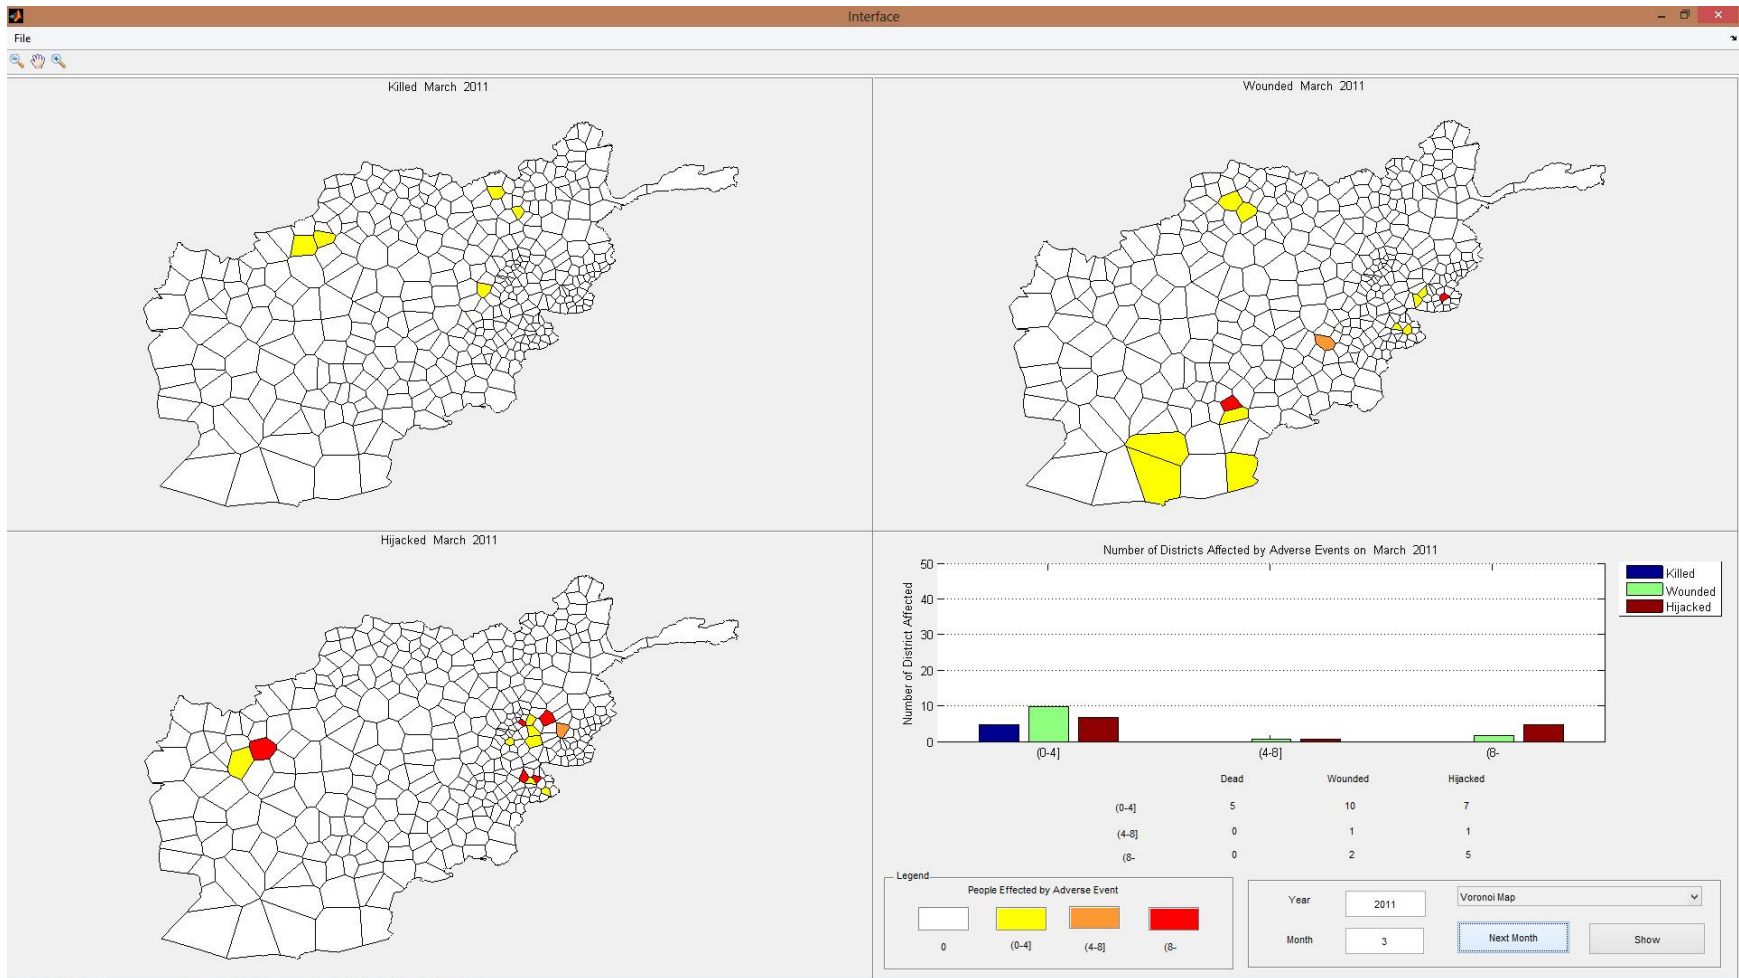 Interface
File
Killed March 2011
Wounded March 2011
Hijacked March 2011
Number of Districts Affected by Adverse Events on March 2011
Number of District Affected
50
40
30
20
10
0
(0-4]
(4-8]
(8-
Killed
Wounded
Hijacked
Dead Wounded Hijacked
(0-4] 5 10 7
(4-8] 0 1 1
(8- 0 2 5
Legend
People Effected by Adverse Event
0 (0-4] (4-8] (8-
Year 2011 Voronoi Map
Month 3 Next Month Show